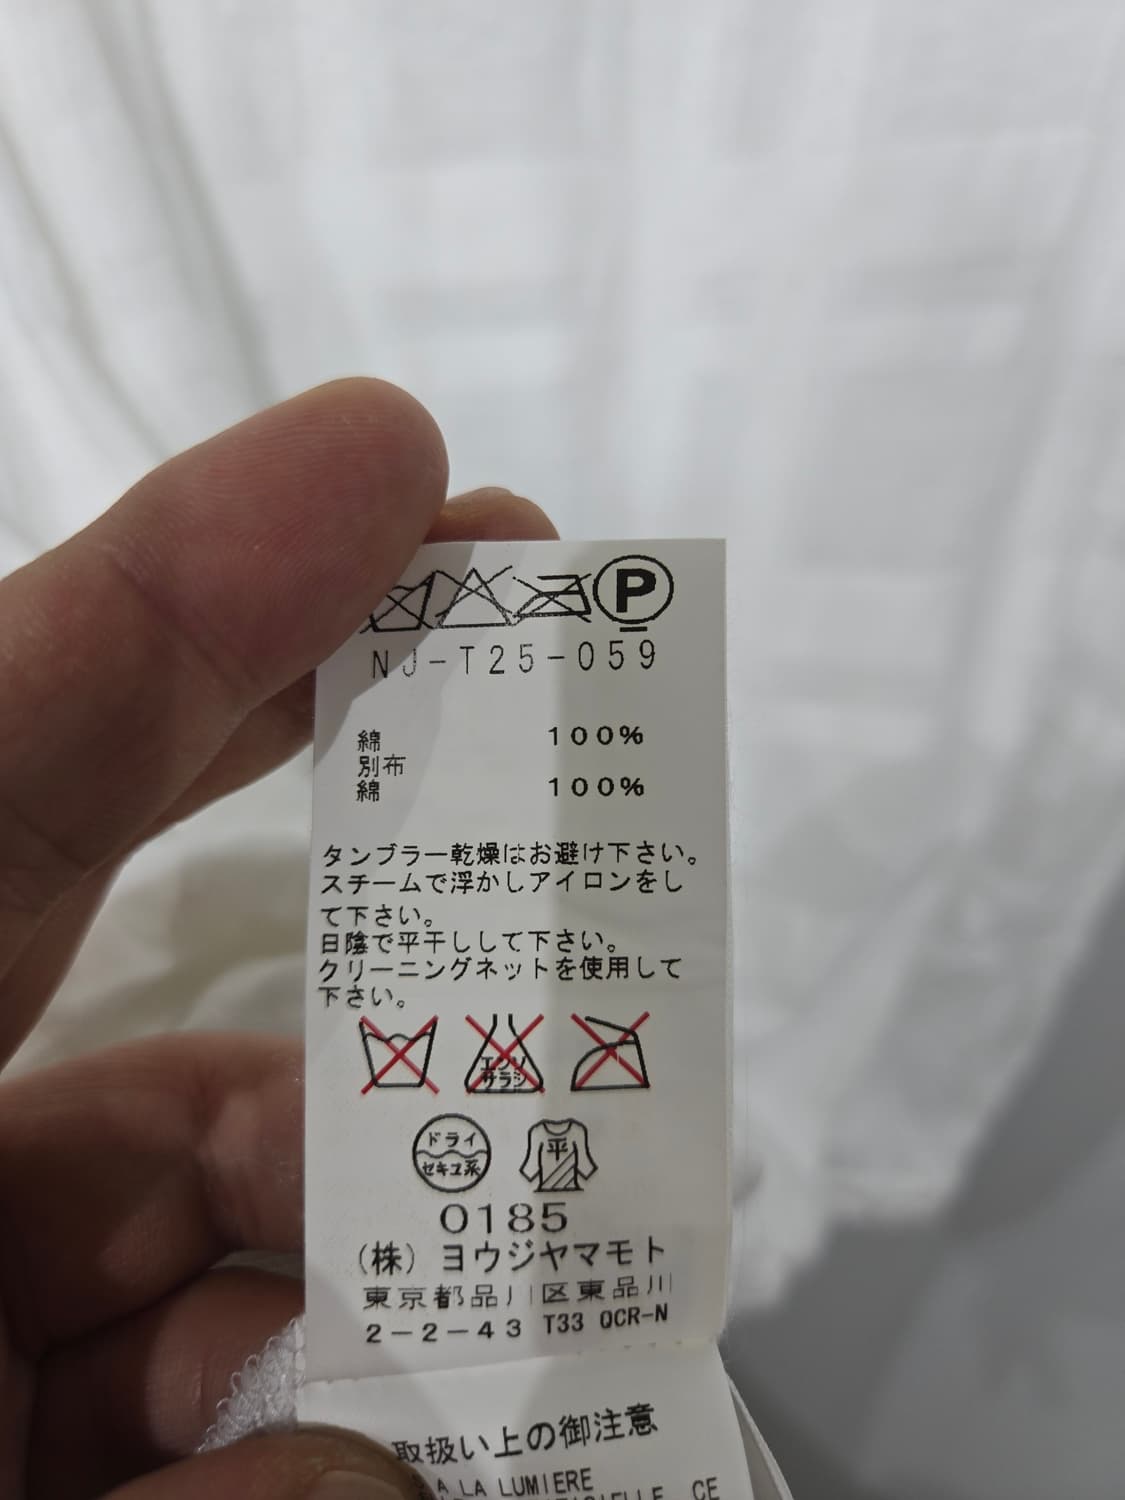 P
NJ-T25-059
綿 100%
別布
綿 100%
タンブラー乾燥はお避け下さい。
スチームで浮かしアイロンをし
て下さい。
日陰で平干しして下さい。
クリーニングネットを使用して
下さい。
エンソ
サラシ
ドライ
セキユ系
平
0185
(株) ヨウジヤマモト
東京都品川区東品川
2-2-43 T33 QCR-N
取扱い上の御注意
A LA LUMIERE
CE